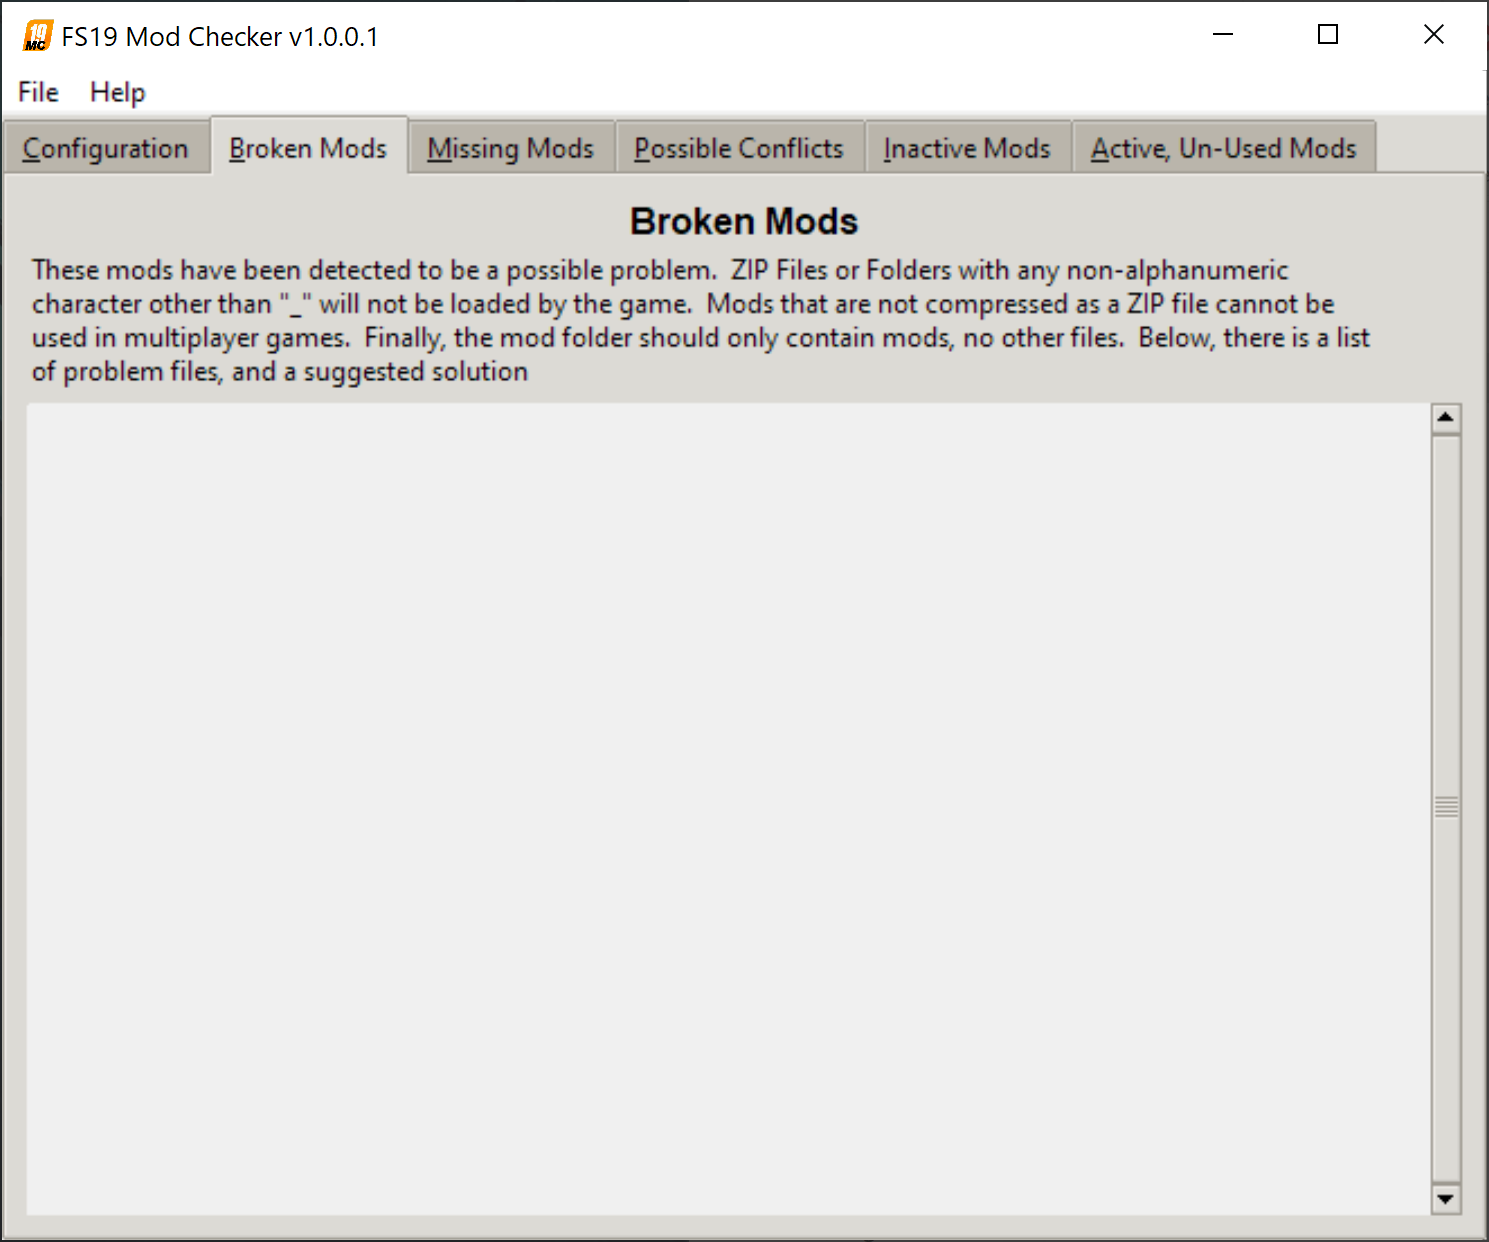 19
MC
FS19 Mod Checker v1.0.0.1
File Help
Configuration Broken Mods Missing Mods Possible Conflicts Inactive Mods Active, Un-Used Mods
Broken Mods
These mods have been detected to be a possible problem.  ZIP Files or Folders with any non-alphanumeric
character other than "_" will not be loaded by the game.  Mods that are not compressed as a ZIP file cannot be
used in multiplayer games.  Finally, the mod folder should only contain mods, no other files.  Below, there is a list
of problem files, and a suggested solution